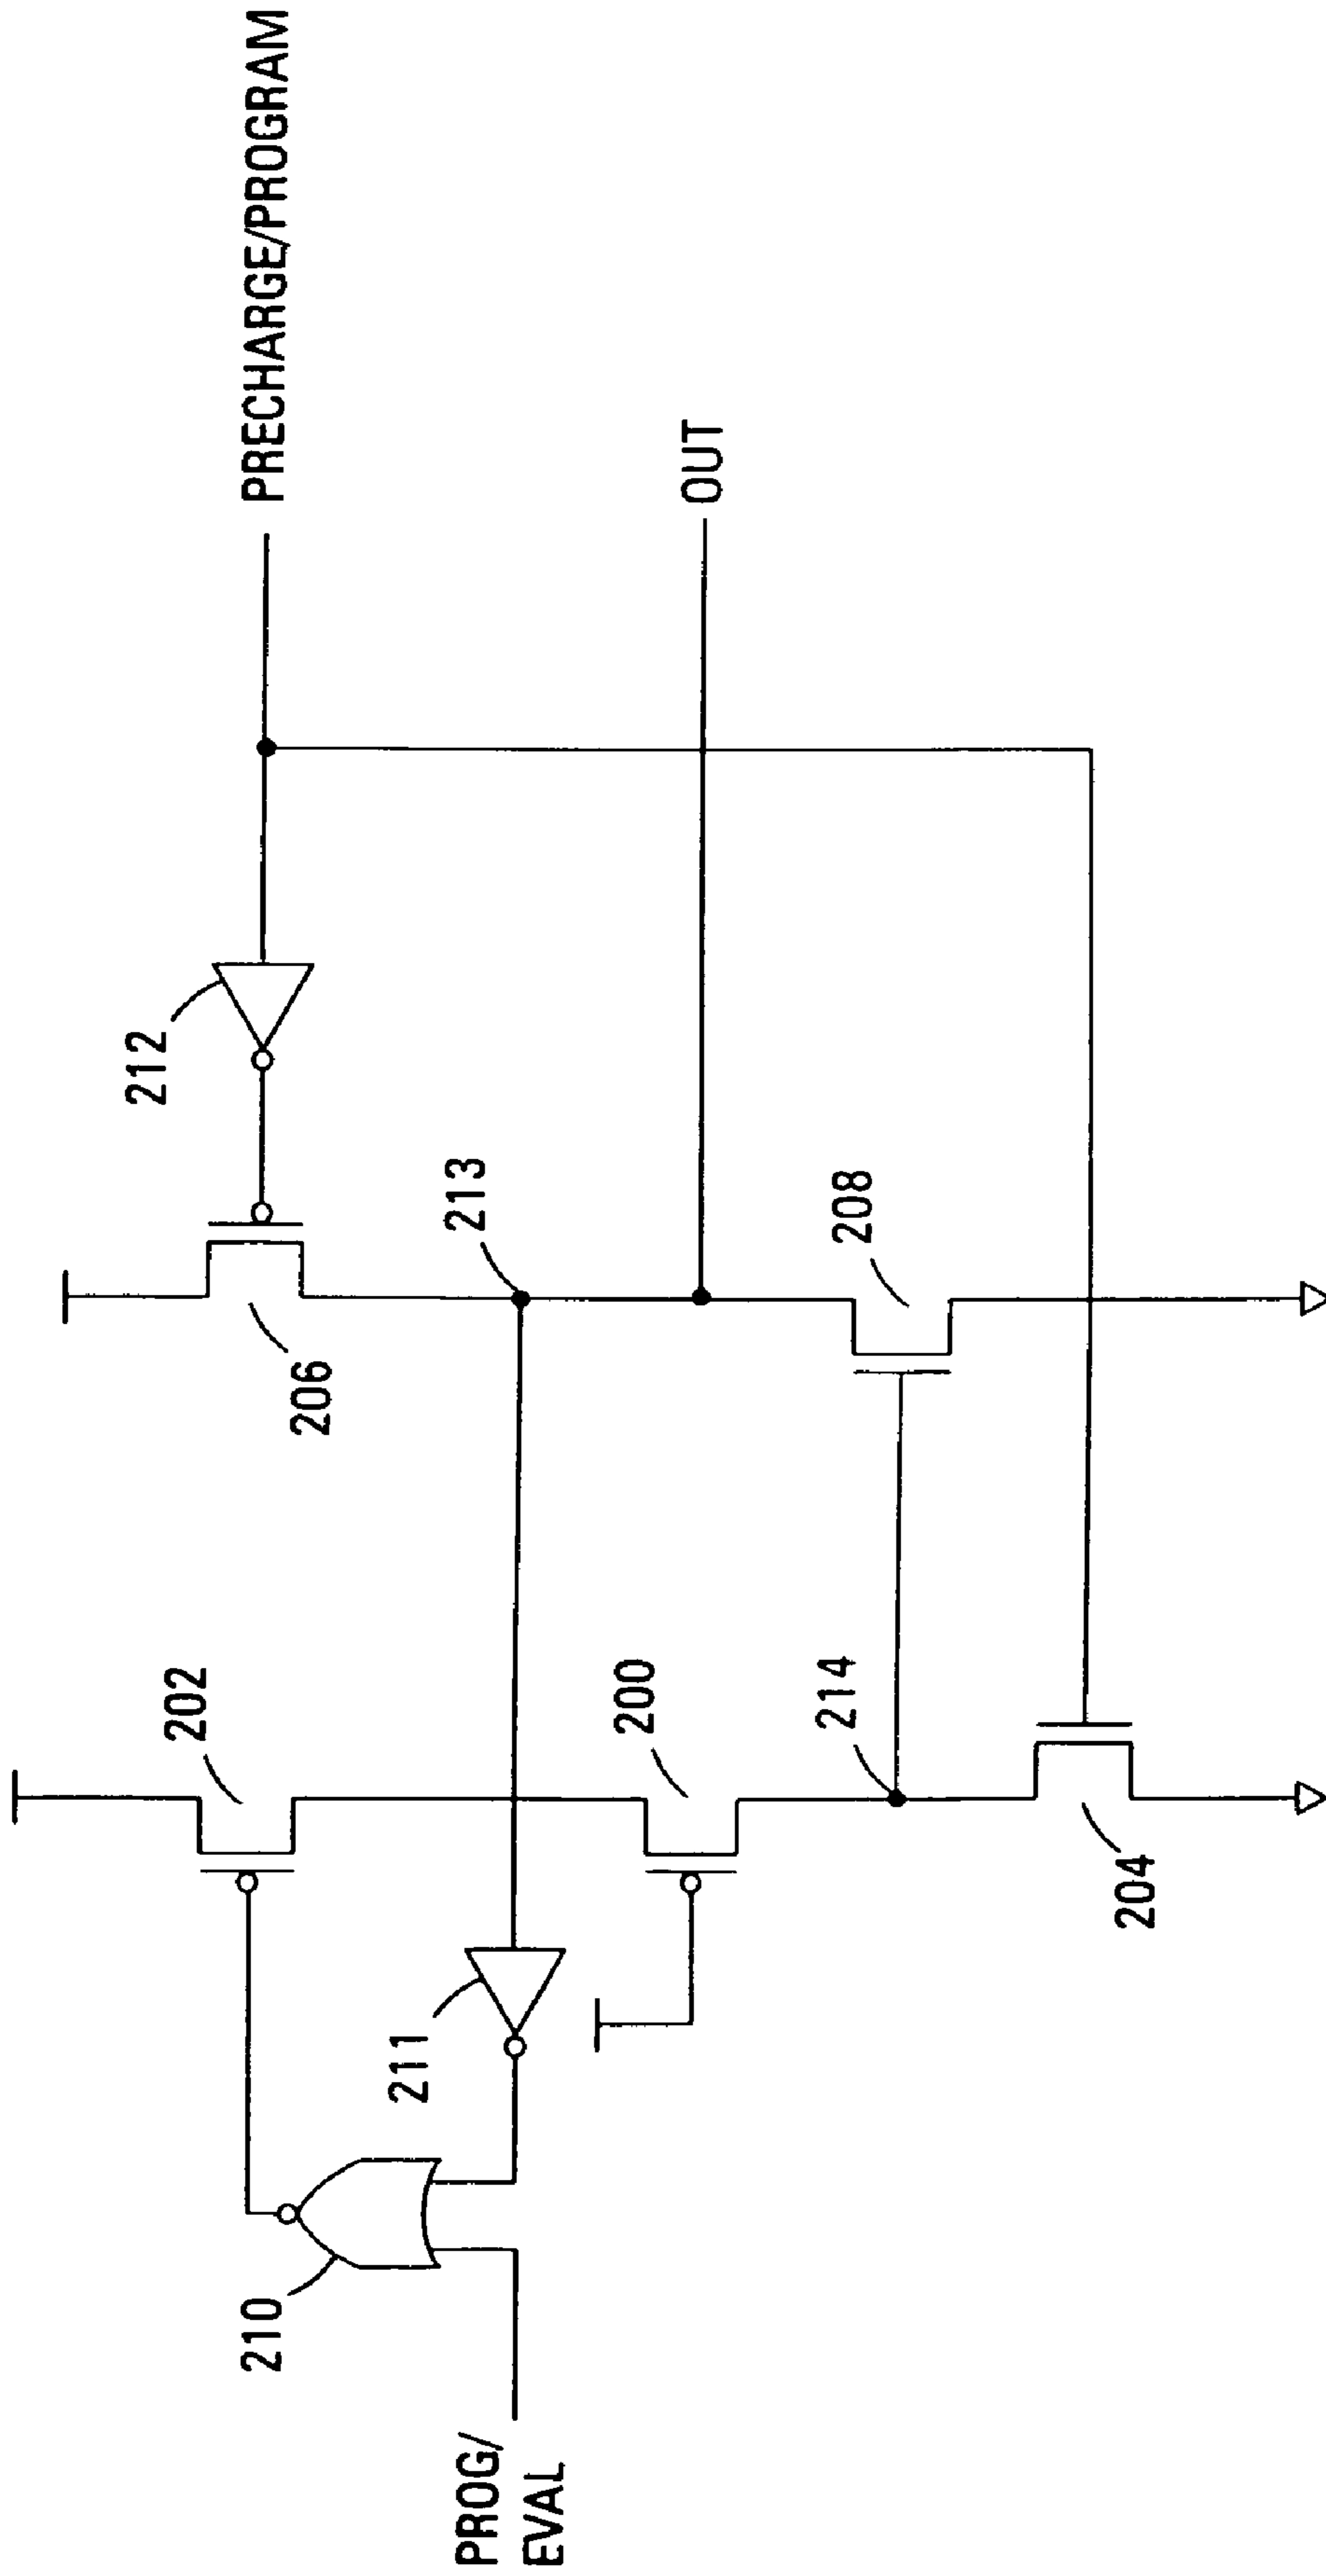 PRECHARGE/PROGRAM
212
206
213
OUT
208
202
200
214
204
211
210
PROG/
EVAL